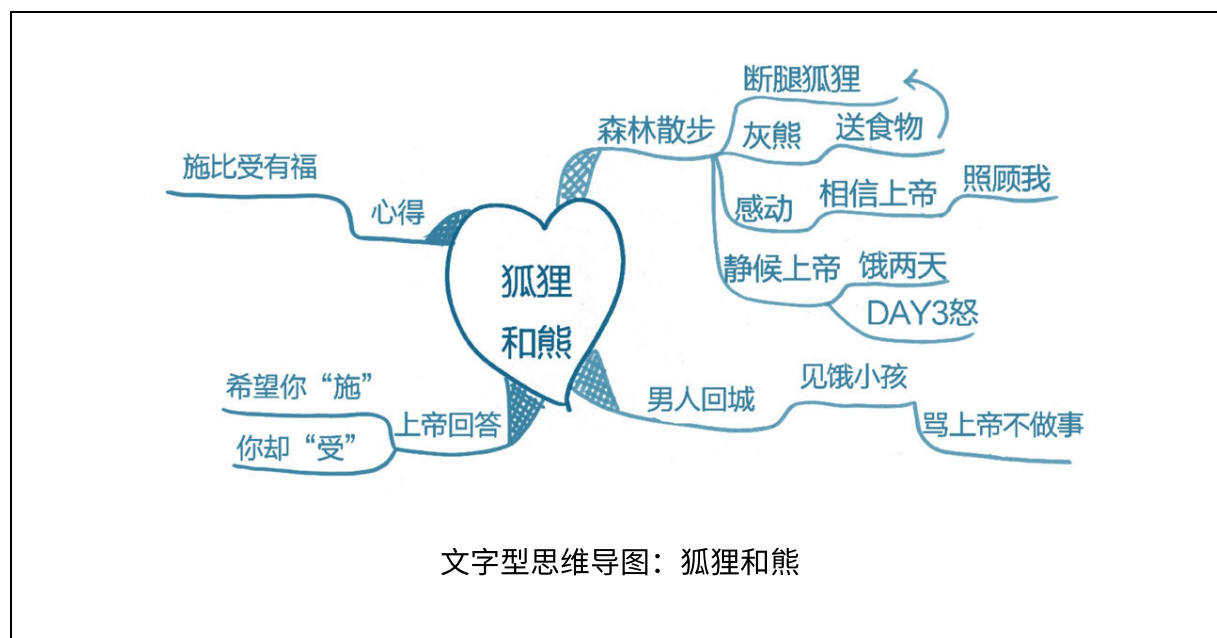 狐狸
和熊
森林散步
断腿狐狸
灰熊
送食物
感动
相信上帝
照顾我
静候上帝
饿两天
DAY3怒
男人回城
见饿小孩
骂上帝不做事
上帝回答
希望你“施”
你却“受”
心得
施比受有福
文字型思维导图：狐狸和熊